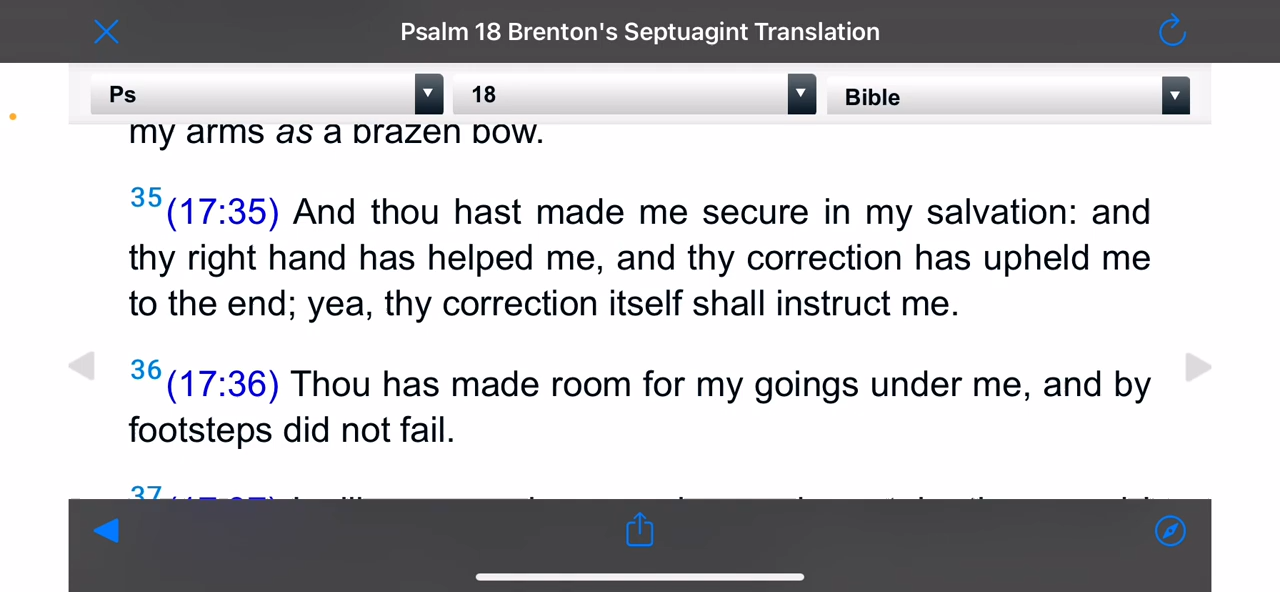 Psalm 18 Brenton's Septuagint Translation
Ps 18 Bible
my arms as a brazen bow.
35 (17:35) And thou hast made me secure in my salvation: and
thy right hand has helped me, and thy correction has upheld me
to the end; yea, thy correction itself shall instruct me.
36 (17:36) Thou has made room for my goings under me, and by
footsteps did not fail.
37 (17:37)